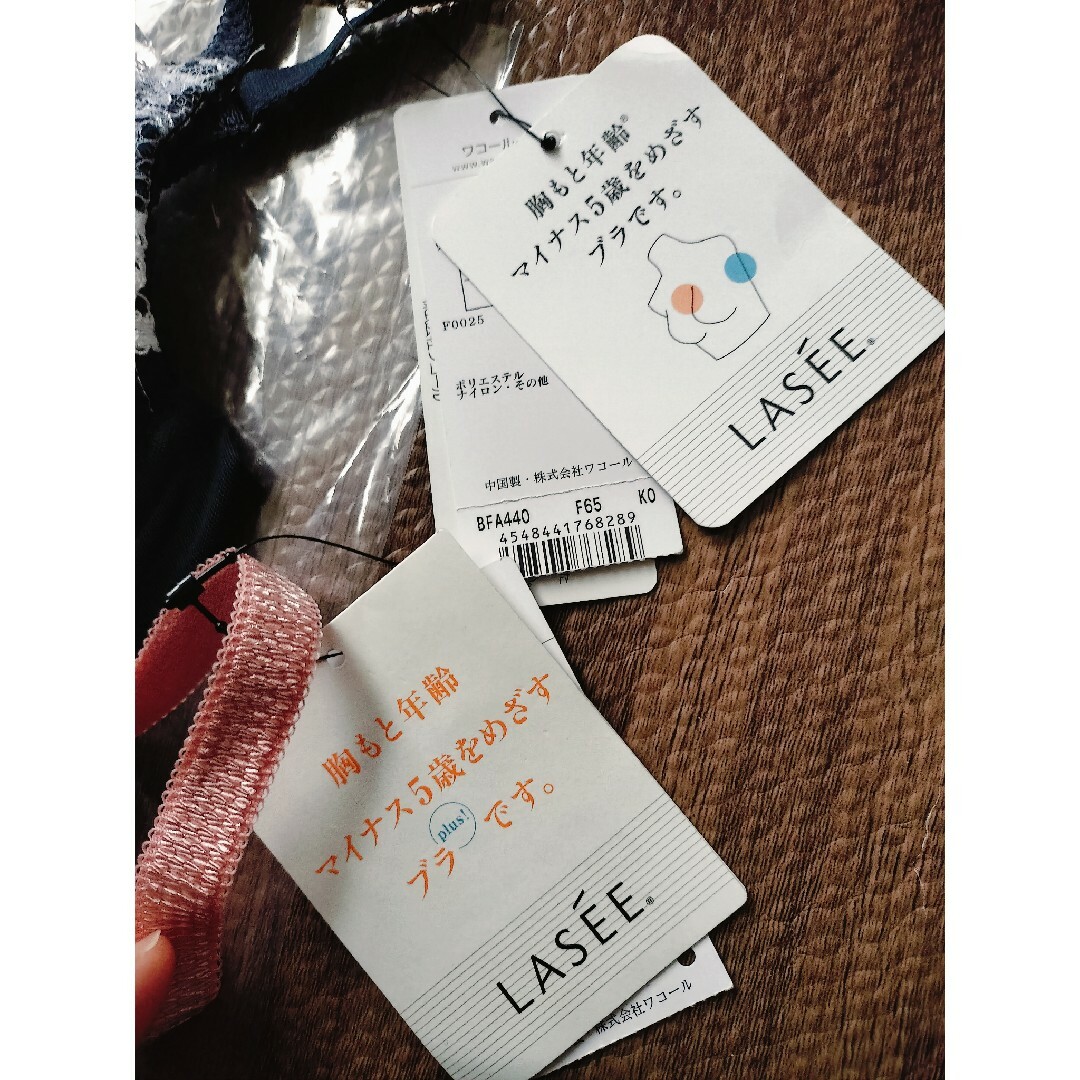 ワコール
胸もと年齢®
マイナス5歳をめざす
ブラです。
LASÉE®
F0025
ポリエステル
ナイロン・その他
中国製・株式会社ワコール
BFA440 F65 K0
4548441768289
胸もと年齢
マイナス5歳をめざす
plus!
ブラ です。
LASÉE®
株式会社ワコール